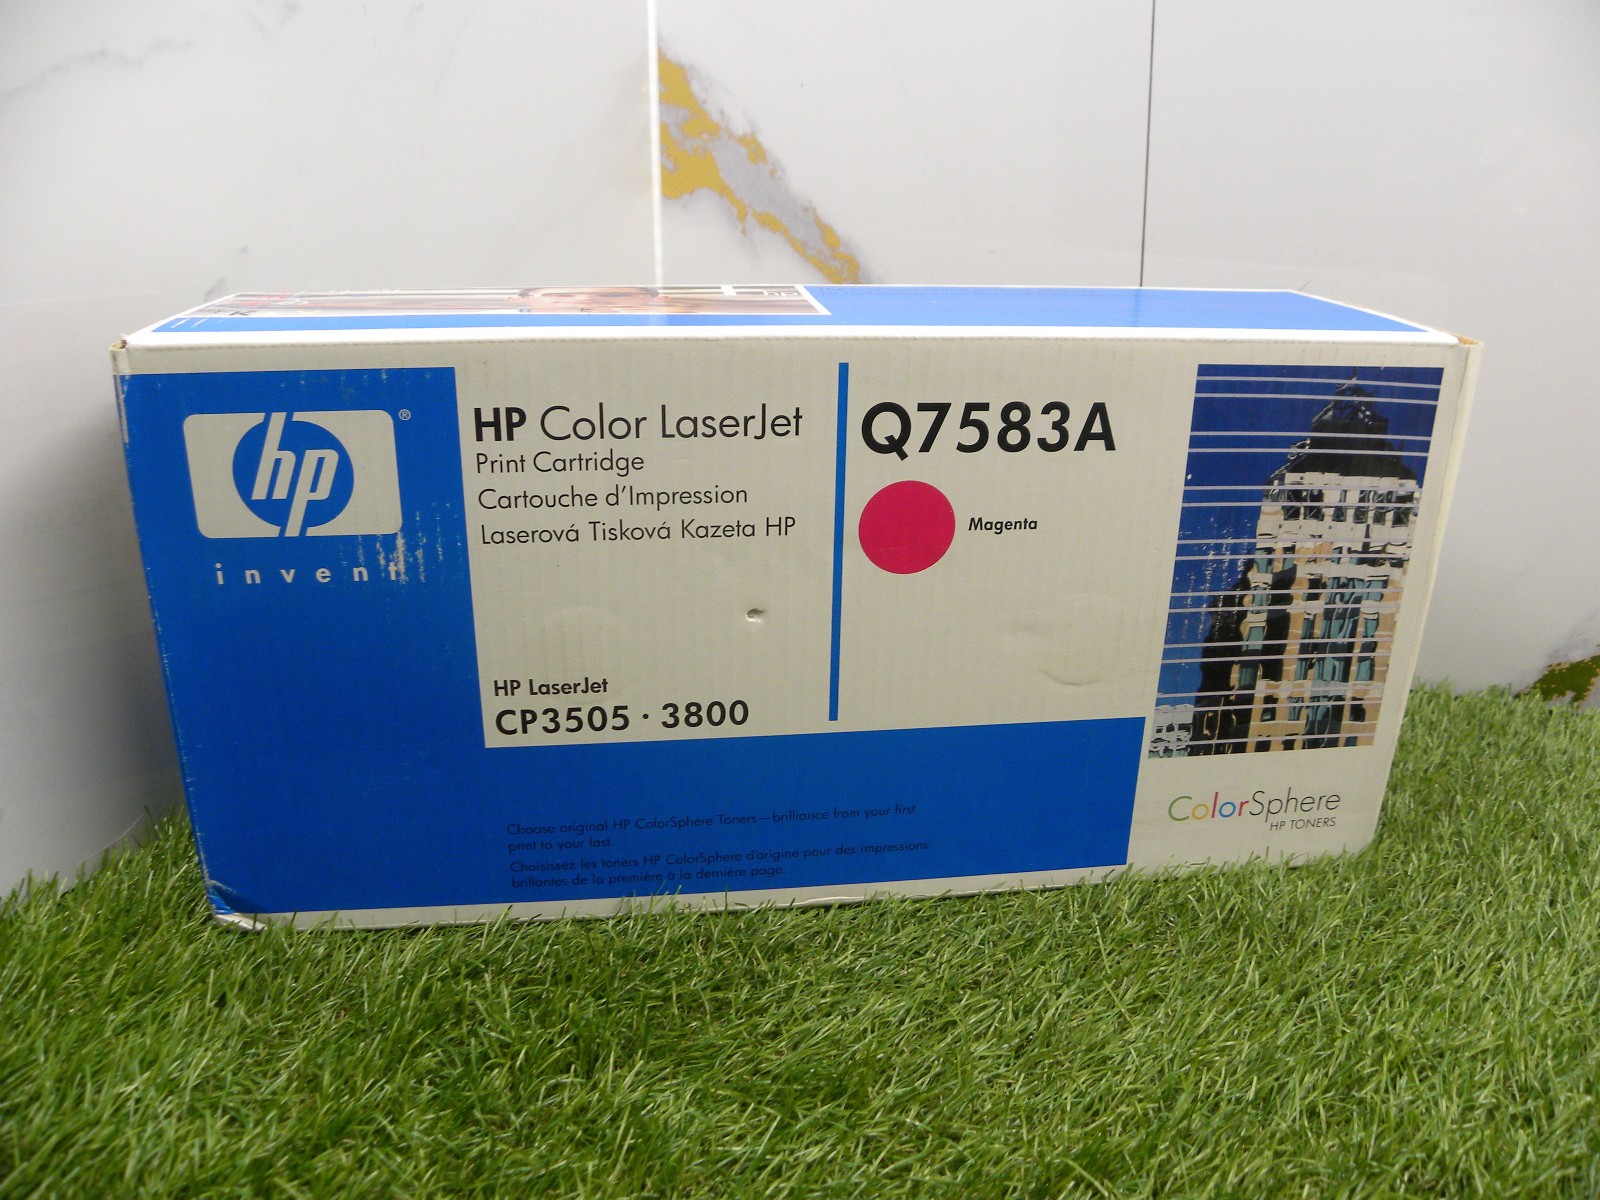 hp
®
invent
HP Color LaserJet
Print Cartridge
Cartouche d'Impression
Laserová Tisková Kazeta HP
HP LaserJet
CP3505 · 3800
Q7583A
Magenta
Choose original HP ColorSphere Toners—brilliance from your first
print to your last.
Choisissez les toners HP ColorSphere d'origine pour des impressions
brillantes de la première à la dernière page.
ColorSphere
HP TONERS